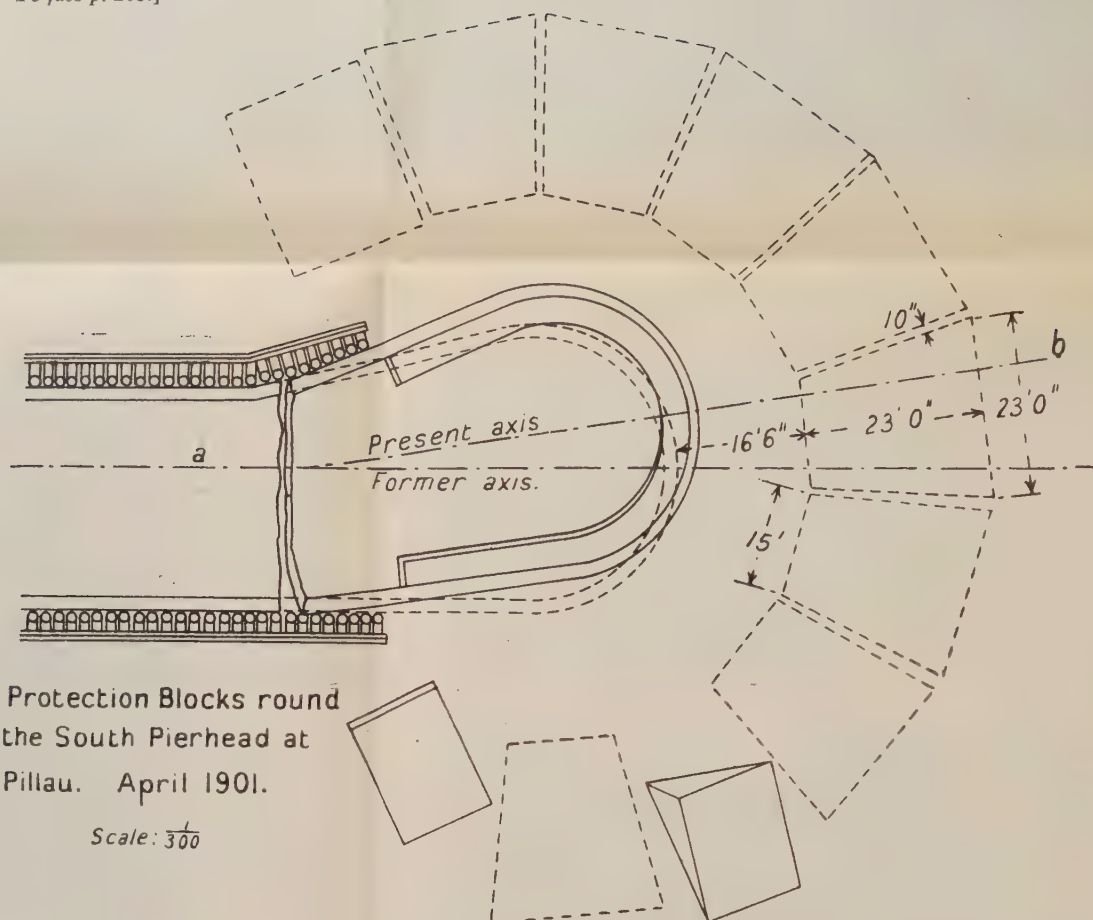 10"
b
23'0"
23'0"
16'6"
Present axis
a
Former axis.
15'
Protection Blocks round
the South Pierhead at
Pillau. April 1901.
Scale: 1/300